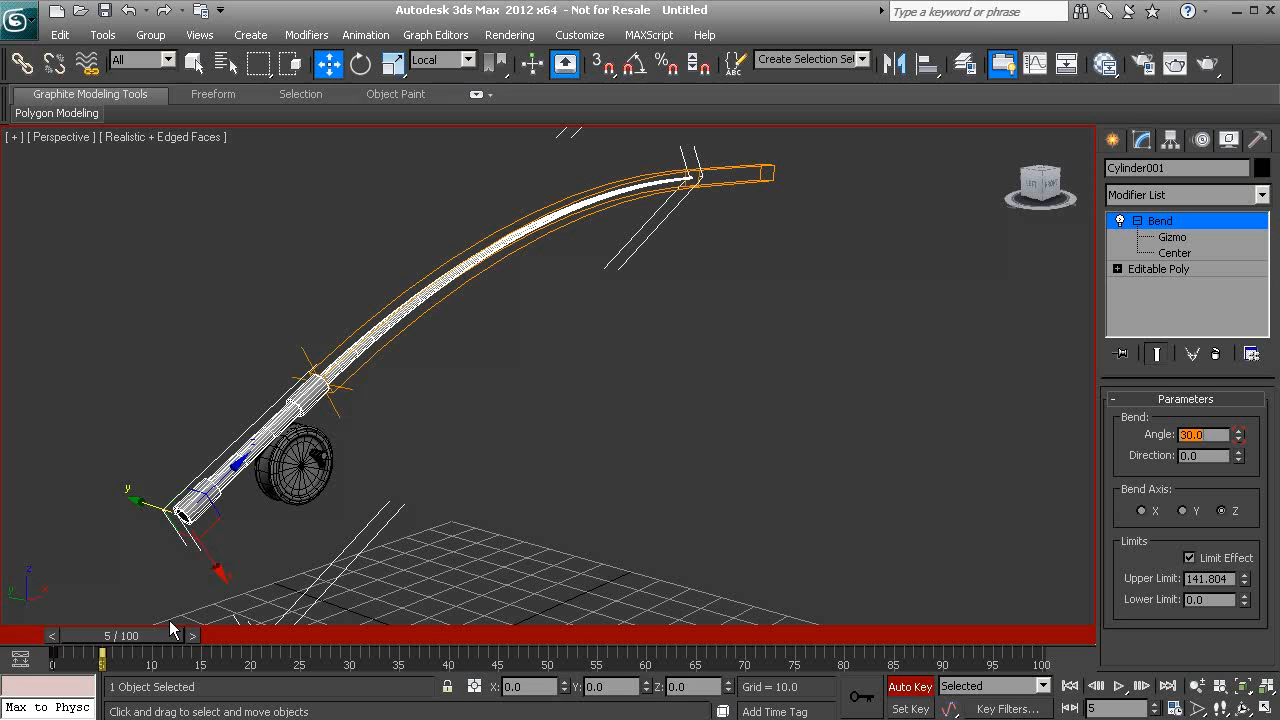 Autodesk 3ds Max 2012 x64 - Not for Resale Untitled
Type a keyword or phrase
Edit Tools Group Views Create Modifiers Animation Graph Editors Rendering Customize MAXScript Help
All Local 3 Create Selection Sel
Graphite Modeling Tools Freeform Selection Object Paint
Polygon Modeling
[ + ] [ Perspective ] [ Realistic + Edged Faces ]
Cylinder001
Modifier List
Bend
Gizmo
Center
Editable Poly
Parameters
Bend:
Angle: 30.0
Direction: 0.0
Bend Axis:
X Y Z
Limits
Limit Effect
Upper Limit: 141.804
Lower Limit: 0.0
y
z
y x
< 5 / 100 >
0 5 10 15 20 25 30 35 40 45 50 55 60 65 70 75 80 85 90 95 100
1 Object Selected X: 0.0 Y: 0.0 Z: 0.0 Grid = 10.0 Auto Key Selected
Max to Physc Click and drag to select and move objects Add Time Tag Set Key Key Filters... 5